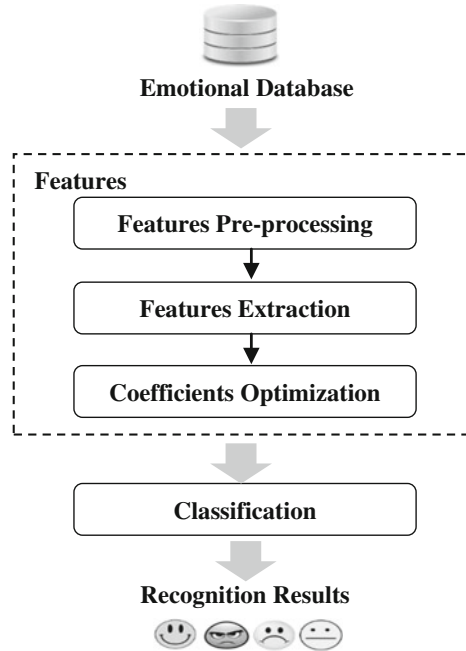 Emotional Database
Features
Features Pre-processing
Features Extraction
Coefficients Optimization
Classification
Recognition Results